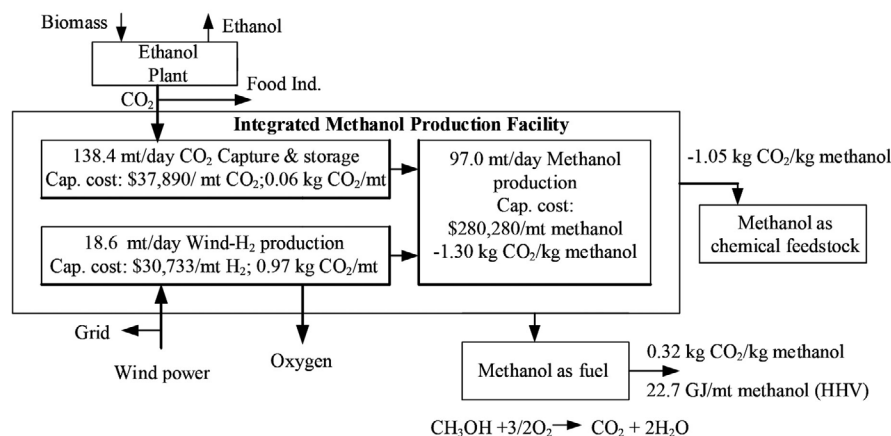 Biomass
Ethanol
Ethanol
Plant
Food Ind.
CO₂
Integrated Methanol Production Facility
138.4 mt/day CO₂ Capture & storage
Cap. cost: $37,890/ mt CO₂;0.06 kg CO₂/mt
97.0 mt/day Methanol
production
Cap. cost:
$280,280/mt methanol
-1.30 kg CO₂/kg methanol
18.6 mt/day Wind-H₂ production
Cap. cost: $30,733/mt H₂; 0.97 kg CO₂/mt
-1.05 kg CO₂/kg methanol
Methanol as
chemical feedstock
Grid
Wind power
Oxygen
Methanol as fuel
0.32 kg CO₂/kg methanol
22.7 GJ/mt methanol (HHV)
CH₃OH +3/2O₂→ CO₂ + 2H₂O